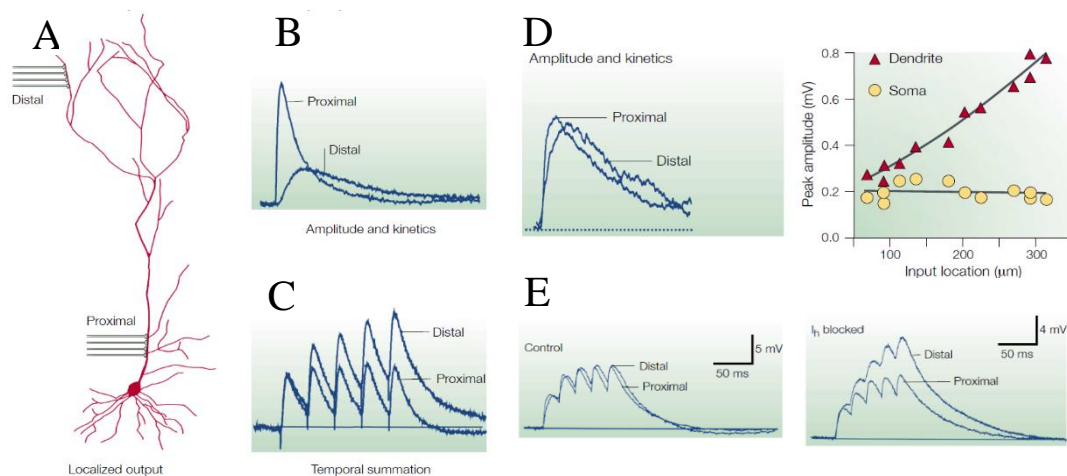 A
Distal
Proximal
Localized output
B
Proximal
Distal
Amplitude and kinetics
C
Distal
Proximal
Temporal summation
D
Amplitude and kinetics
Proximal
Distal
Peak amplitude (mV)
0.8
0.6
0.4
0.2
0.0
Dendrite
Soma
100 200 300
Input location (µm)
E
Control
Distal
Proximal
5 mV
50 ms
Ih blocked
Distal
Proximal
4 mV
50 ms